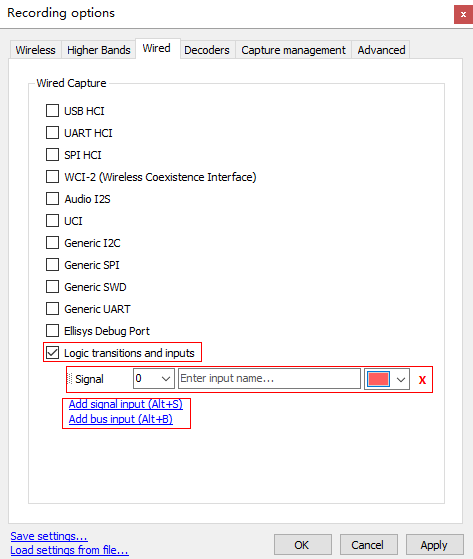 Recording options
x
Wireless Higher Bands Wired Decoders Capture management Advanced
Wired Capture
USB HCI
UART HCI
SPI HCI
WCI-2 (Wireless Coexistence Interface)
Audio I2S
UCI
Generic I2C
Generic SPI
Generic SWD
Generic UART
Ellisys Debug Port
Logic transitions and inputs
Signal 0 Enter input name... X
Add signal input (Alt+S)
Add bus input (Alt+B)
Save settings...
Load settings from file...
OK Cancel Apply